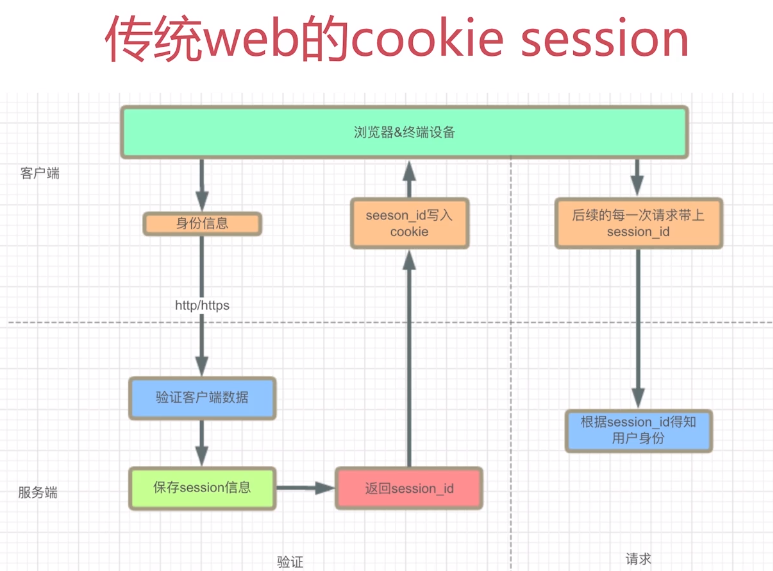 传统web的cookie session
浏览器&终端设备
客户端
身份信息
seeson_id写入
cookie
后续的每一次请求带上
session_id
http/https
验证客户端数据
根据session_id得知
用户身份
服务端
保存session信息
返回session_id
验证
请求